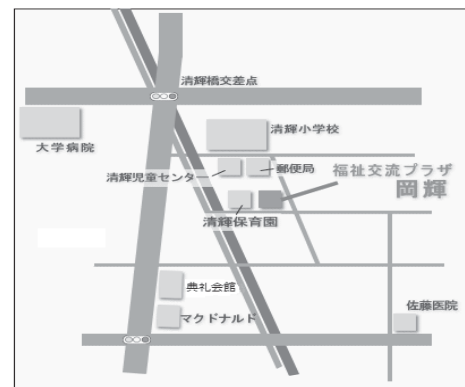 清輝橋交差点
大学病院
清輝小学校
清輝児童センター
郵便局
福祉交流プラザ
岡輝
清輝保育園
典礼会館
マクドナルド
佐藤医院